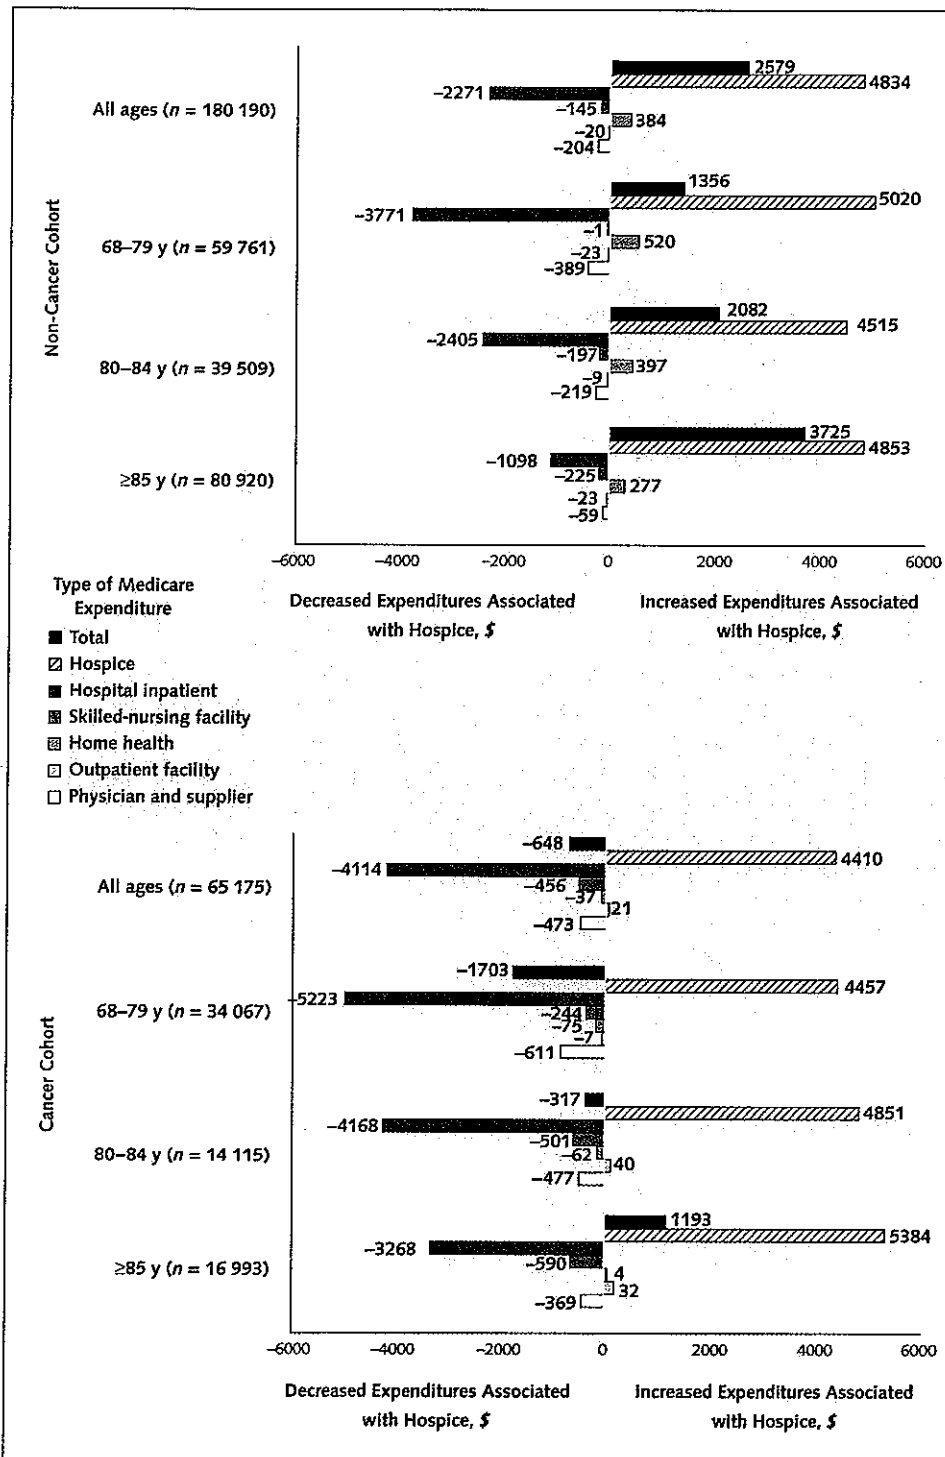 2579
4834
−2271
−145
All ages (n = 180 190)
384
−20
−204
1356
5020
−3771
−1
68–79 y (n = 59 761)
520
−23
−389
Non-Cancer Cohort
2082
4515
−2405
−197
80–84 y (n = 39 509)
397
−9
−219
3725
4853
−1098
−225
≥85 y (n = 80 920)
277
−23
−59
−6000 −4000 −2000 0 2000 4000 6000
Decreased Expenditures Associated
with Hospice, $
Increased Expenditures Associated
with Hospice, $
Type of Medicare
Expenditure
Total
Hospice
Hospital inpatient
Skilled-nursing facility
Home health
Outpatient facility
Physician and supplier
−648
4410
−4114
−456
All ages (n = 65 175)
−37
21
−473
−1703
4457
−5223
−244
68–79 y (n = 34 067)
−75
−7
−611
Cancer Cohort
−317
4851
−4168
−501
80–84 y (n = 14 115)
−62
40
−477
1193
5384
−3268
−590
≥85 y (n = 16 993)
4
32
−369
−6000 −4000 −2000 0 2000 4000 6000
Decreased Expenditures Associated
with Hospice, $
Increased Expenditures Associated
with Hospice, $